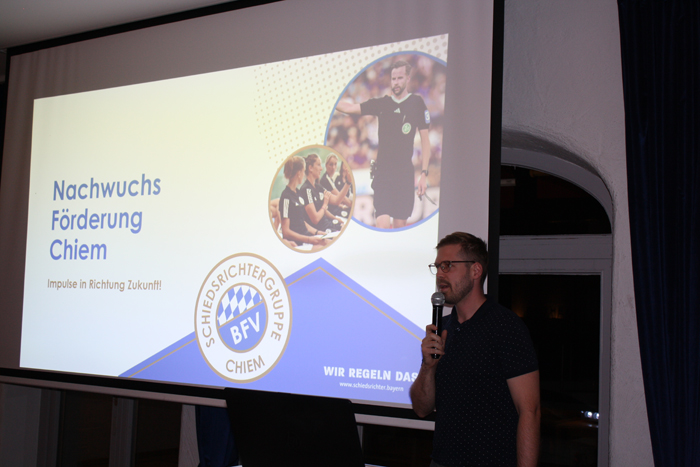 Nachwuchs
Förderung
Chiem
Impulse in Richtung Zukunft!
SCHIEDSRICHTERGRUPPE
BFV
CHIEM
WIR REGELN DAS
www.schiedsrichter.bayern